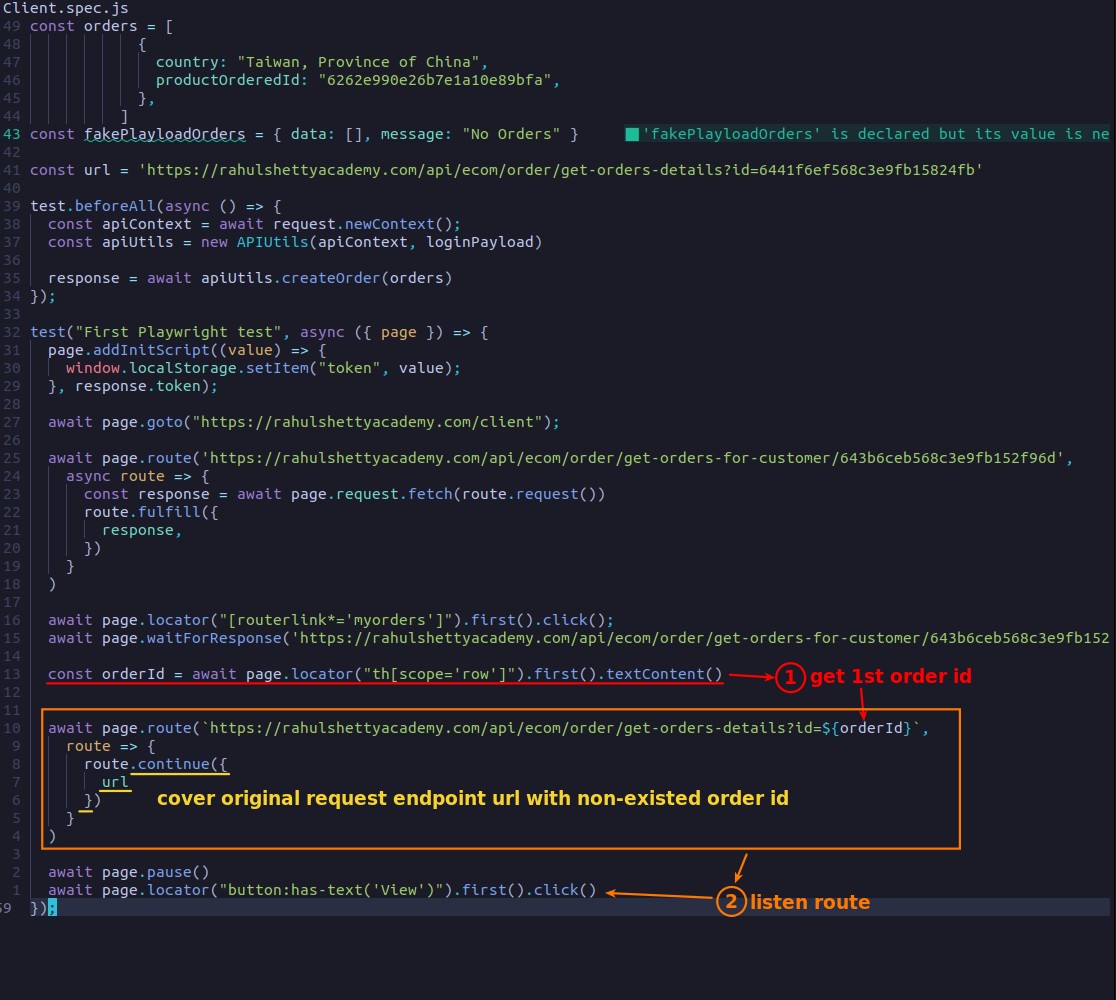 Client.spec.js
49 const orders = [
48 {
47 country: "Taiwan, Province of China",
46 productOrderedId: "6262e990e26b7e1a10e89bfa",
45 },
44 ]
43 const fakePlayloadOrders = { data: [], message: "No Orders" } 'fakePlayloadOrders' is declared but its value is ne
42
41 const url = 'https://rahulshettyacademy.com/api/ecom/order/get-orders-details?id=6441f6ef568c3e9fb15824fb'
40
39 test.beforeAll(async () => {
38 const apiContext = await request.newContext();
37 const apiUtils = new APIUtils(apiContext, loginPayload)
36
35 response = await apiUtils.createOrder(orders)
34 });
33
32 test("First Playwright test", async ({ page }) => {
31 page.addInitScript((value) => {
30 window.localStorage.setItem("token", value);
29 }, response.token);
28
27 await page.goto("https://rahulshettyacademy.com/client");
26
25 await page.route('https://rahulshettyacademy.com/api/ecom/order/get-orders-for-customer/643b6ceb568c3e9fb152f96d',
24 async route => {
23 const response = await page.request.fetch(route.request())
22 route.fulfill({
21 response,
20 })
19 }
18 )
17
16 await page.locator("[routerlink*='myorders']").first().click();
15 await page.waitForResponse('https://rahulshettyacademy.com/api/ecom/order/get-orders-for-customer/643b6ceb568c3e9fb152
14
13 const orderId = await page.locator("th[scope='row']").first().textContent() 1 get 1st order id
12
11
10 await page.route(`https://rahulshettyacademy.com/api/ecom/order/get-orders-details?id=${orderId}`,
9 route => {
8 route.continue({
7 url
6 }) cover original request endpoint url with non-existed order id
5 }
4 )
3
2 await page.pause()
1 await page.locator("button:has-text('View')").first().click()
59 }); 2 listen route